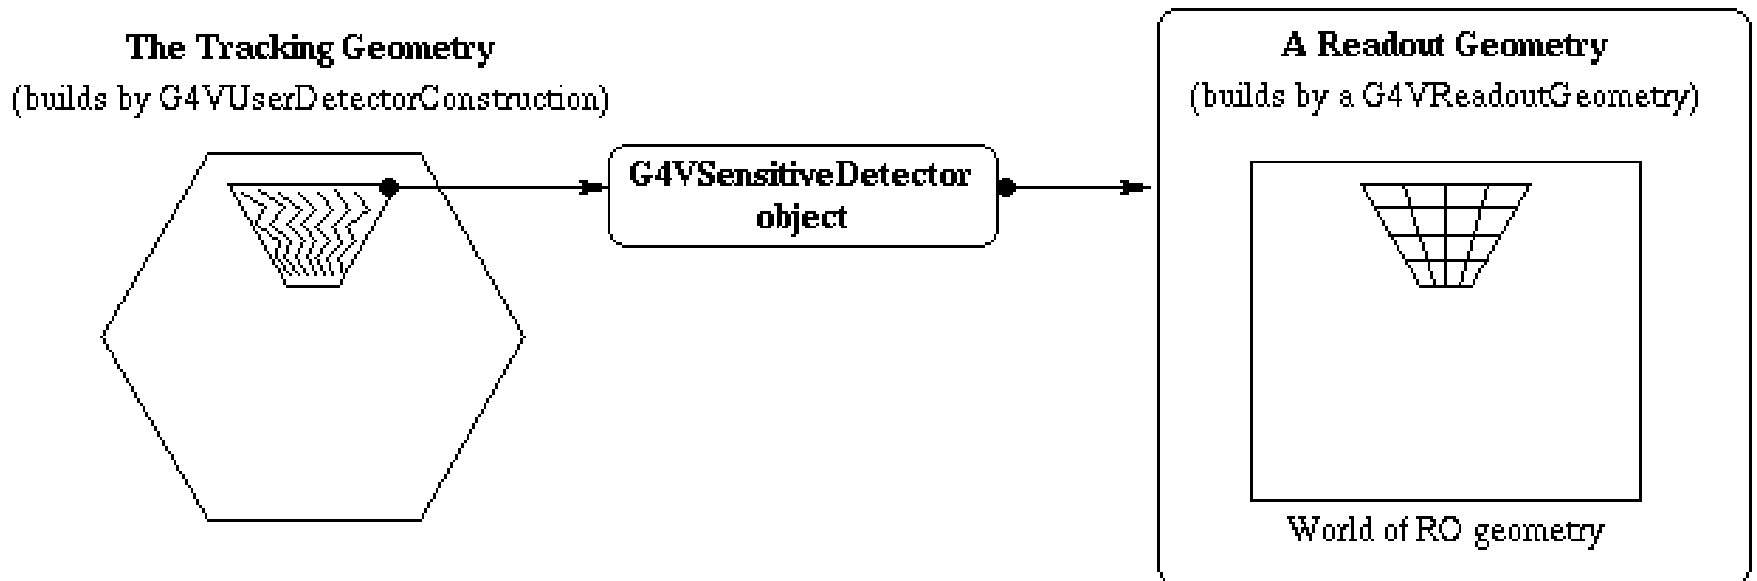 The Tracking Geometry
(builds by G4VUserDetectorConstruction)
G4VSensitiveDetector
object
A Readout Geometry
(builds by a G4VReadoutGeometry)
World of RO geometry